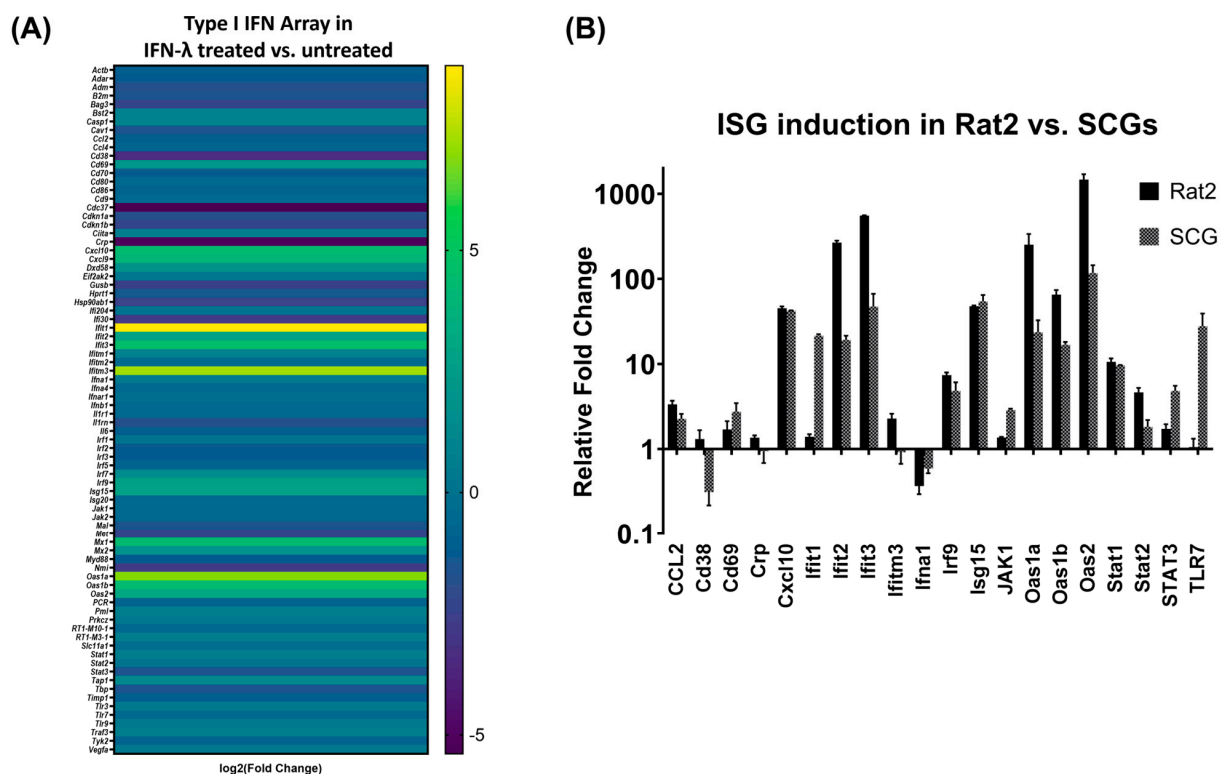 (A)
Type I IFN Array in
IFN-λ treated vs. untreated
Actb
Adar
Adm
B2m
Bag3
Bst2
Casp1
Cav1
Ccl2
Ccl4
Cd38
Cd69
Cd70
Cd80
Cd86
Cd9
Cdc37
Cdkn1a
Cdkn1b
Ciita
Crp
Cxcl10
Cxcl9
Dxd58
Eif2ak2
Gusb
Hprt1
Hsp90ab1
Ifi204
Ifi30
Ifit1
Ifit2
Ifit3
Ifitm1
Ifitm2
Ifitm3
Ifna1
Ifna4
Ifnar1
Ifnb1
Il1r1
Il1rn
Il6
Irf1
Irf2
Irf3
Irf5
Irf7
Irf9
Isg15
Isg20
Jak1
Jak2
Mal
Met
Mx1
Mx2
Myd88
Nmi
Oas1a
Oas1b
Oas2
PCR
Pml
Prkcz
RT1-M10-1
RT1-M3-1
Slc11a1
Stat1
Stat2
Stat3
Tap1
Tbp
Timp1
Tlr3
Tlr7
Tlr9
Traf3
Tyk2
Vegfa
5
0
-5
log2(Fold Change)
(B)
ISG induction in Rat2 vs. SCGs
Relative Fold Change
1000
100
10
1
0.1
Rat2
SCG
CCL2
Cd38
Cd69
Crp
Cxcl10
Ifit1
Ifit2
Ifit3
Ifitm3
Ifna1
Irf9
Isg15
JAK1
Oas1a
Oas1b
Oas2
Stat1
Stat2
STAT3
TLR7